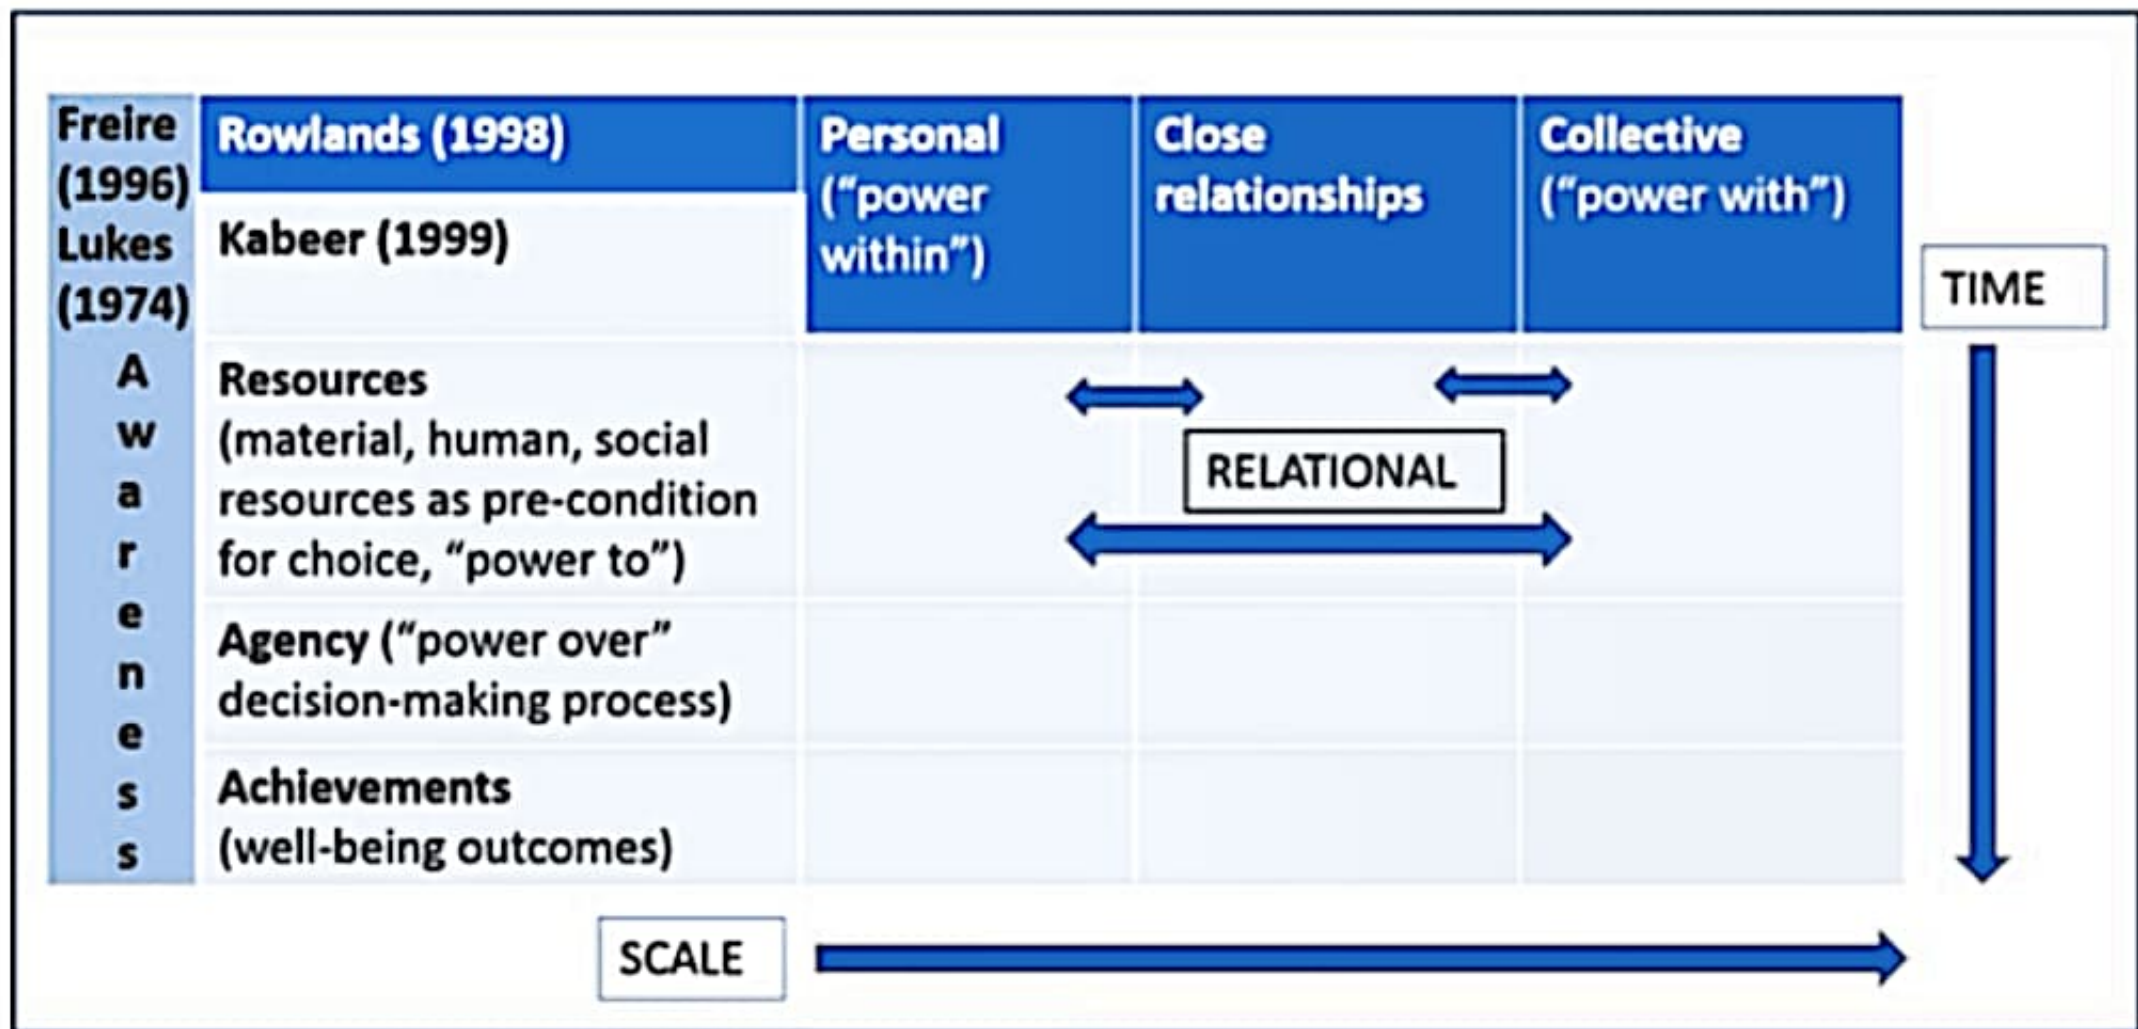 Freire
(1996)
Lukes
(1974)
A
w
a
r
e
n
e
s
s
Rowlands (1998)
Kabeer (1999)
Personal
(“power
within”)
Close
relationships
Collective
(“power with”)
TIME
Resources
(material, human, social
resources as pre-condition
for choice, “power to”)
RELATIONAL
Agency (“power over”
decision-making process)
Achievements
(well-being outcomes)
SCALE